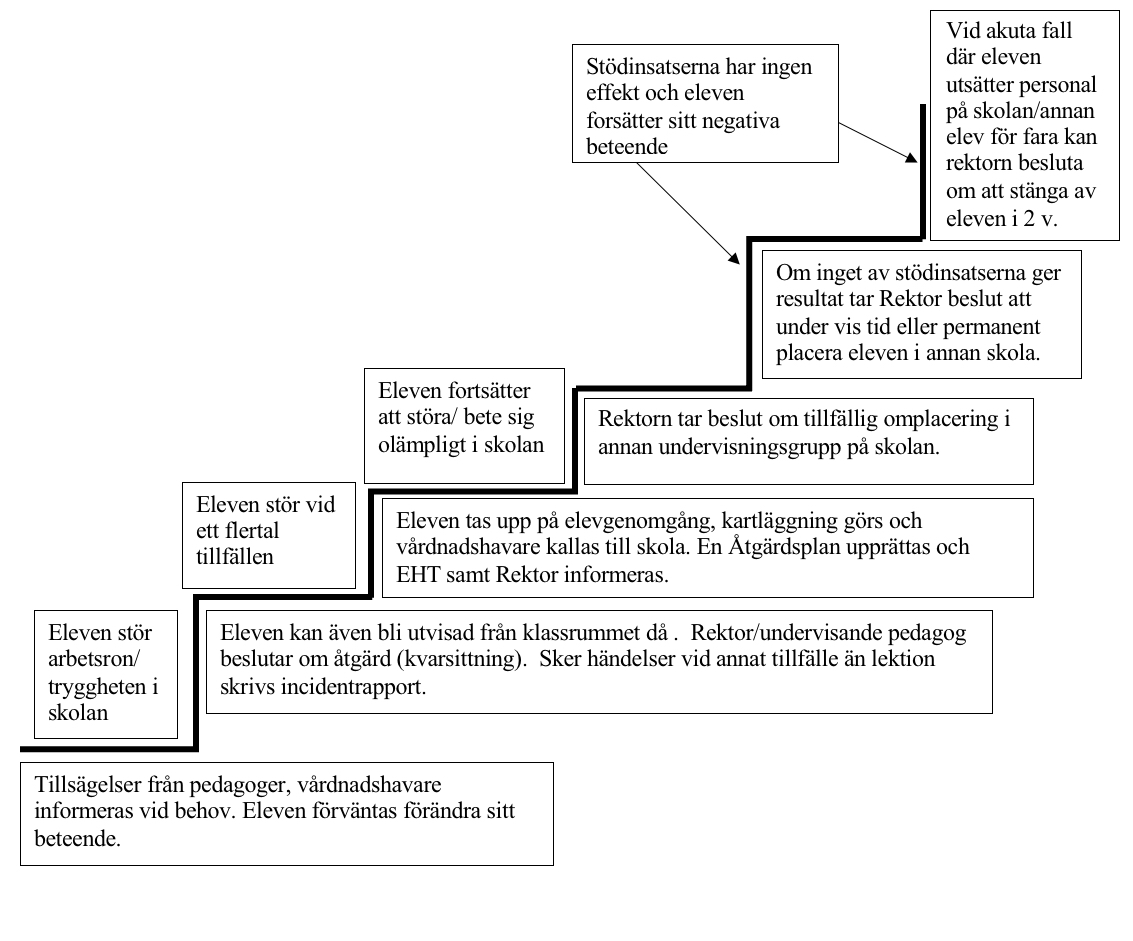 Vid akuta fall
där eleven
utsätter personal
på skolan/annan
elev för fara kan
rektorn besluta
om att stänga av
eleven i 2 v.
Stödinsatserna har ingen
effekt och eleven
forsätter sitt negativa
beteende
Om inget av stödinsatserna ger
resultat tar Rektor beslut att
under vis tid eller permanent
placera eleven i annan skola.
Eleven fortsätter
att störa/ bete sig
olämpligt i skolan
Rektorn tar beslut om tillfällig omplacering i
annan undervisningsgrupp på skolan.
Eleven stör vid
ett flertal
tillfällen
Eleven tas upp på elevgenomgång, kartläggning görs och
vårdnadshavare kallas till skola. En Åtgärdsplan upprättas och
EHT samt Rektor informeras.
Eleven stör
arbetsron/
tryggheten i
skolan
Eleven kan även bli utvisad från klassrummet då .  Rektor/undervisande pedagog
beslutar om åtgärd (kvarsittning).  Sker händelser vid annat tillfälle än lektion
skrivs incidentrapport.
Tillsägelser från pedagoger, vårdnadshavare
informeras vid behov. Eleven förväntas förändra sitt
beteende.